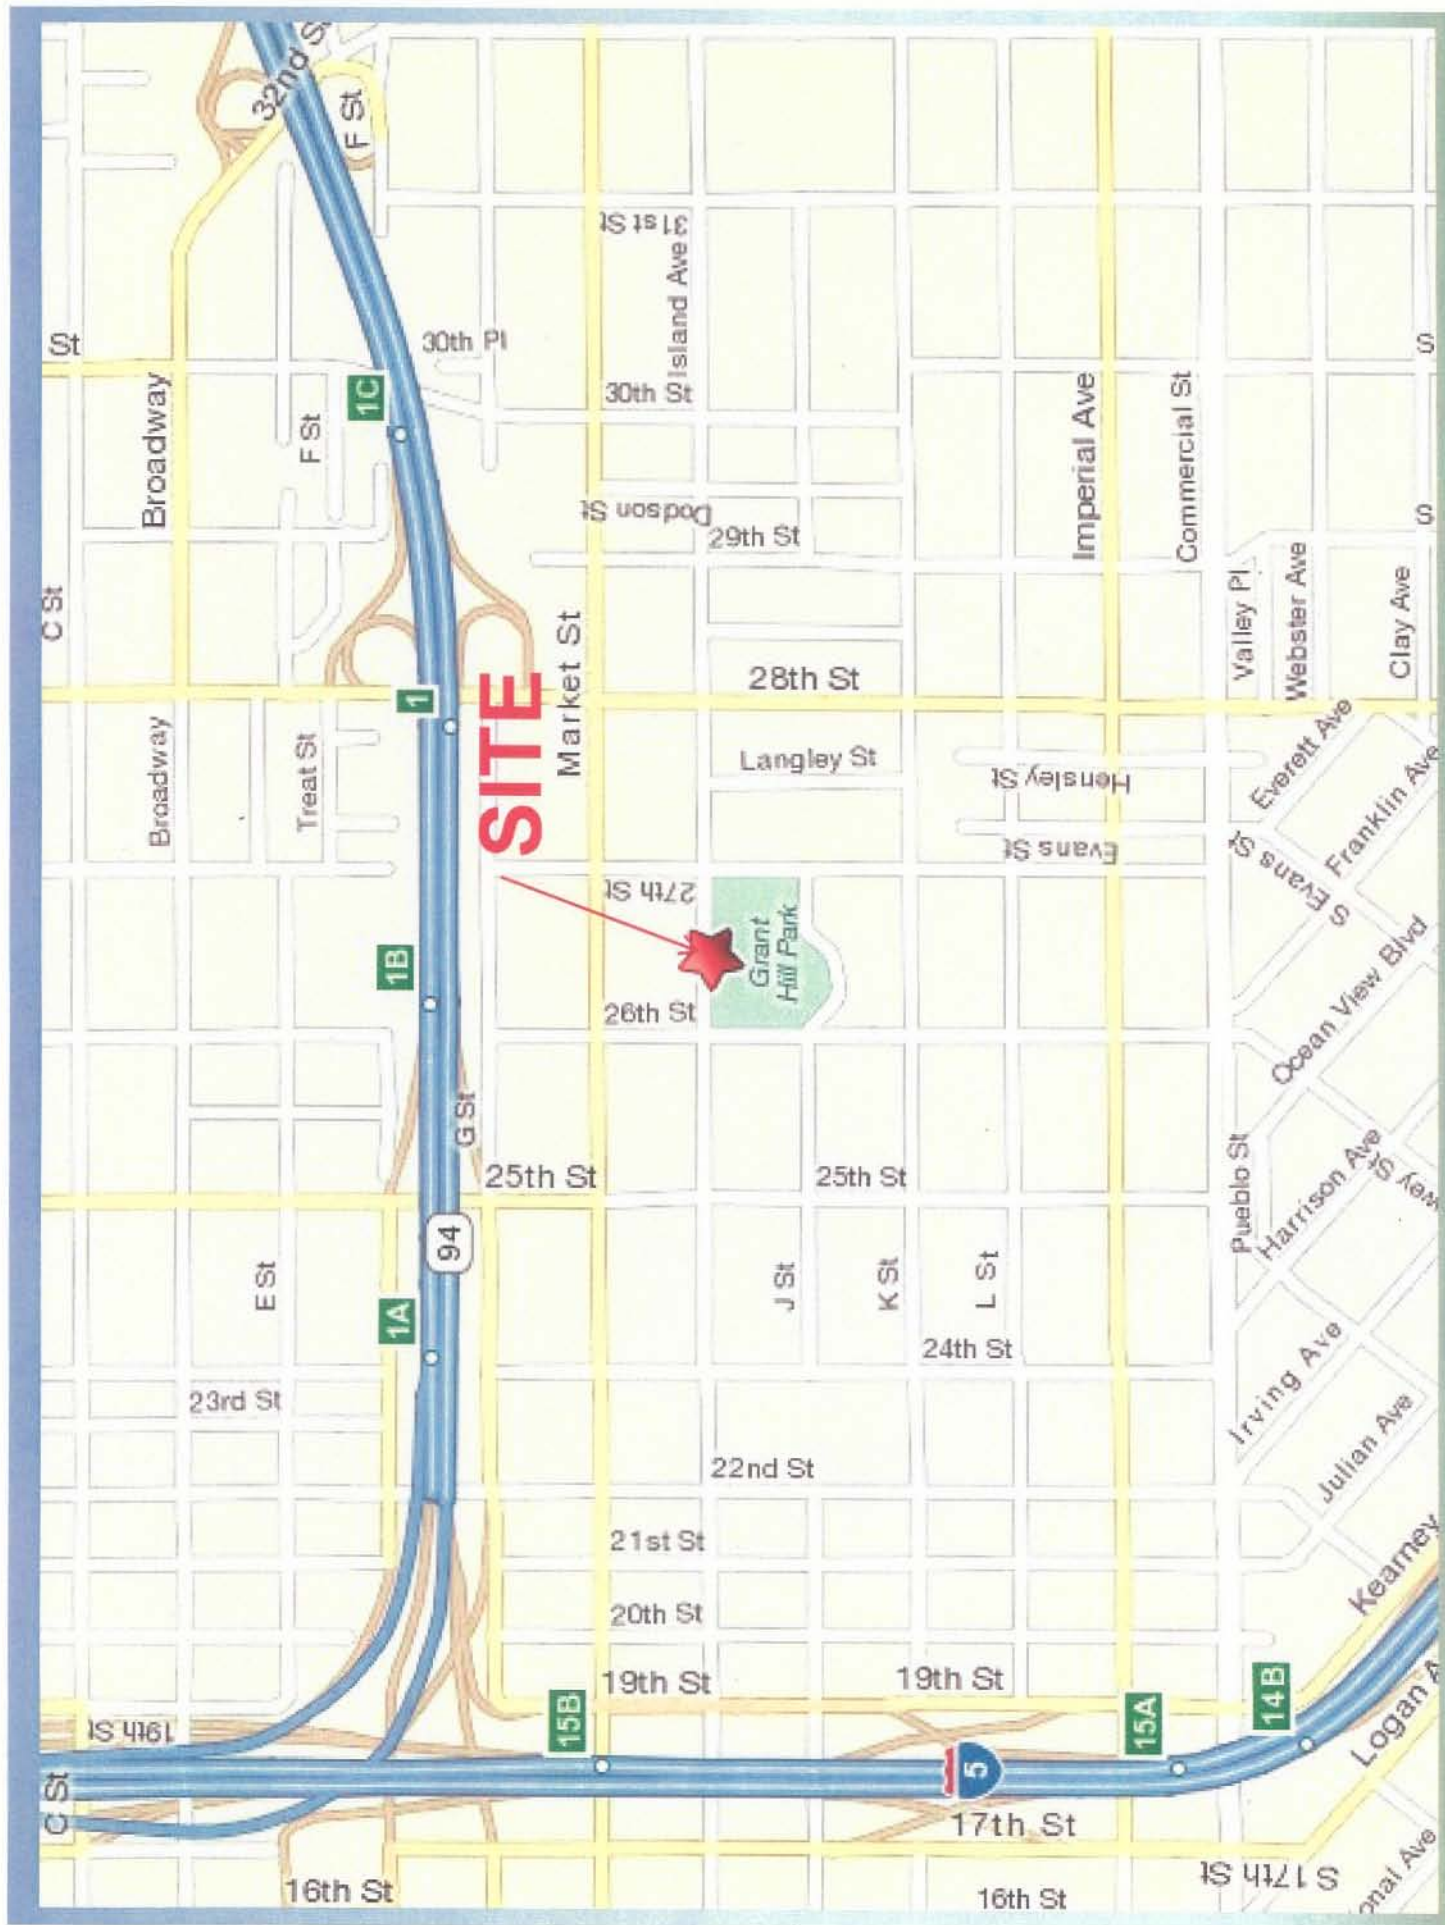 32nd St
F St
31st St
Island Ave
St
30th Pl
1C
30th St
Broadway
F St
Imperial Ave
Commercial St
S
Dodson St
29th St
S
C St
Market St
28th St
Valley Pl
Webster Ave
Clay Ave
1
SITE
Broadway
Treat St
Langley St
Hensley St
Evans St
Everett Ave
Franklin Ave
S Evans St
27th St
Grant
Hill Park
1B
26th St
Ocean View Blvd
G St
25th St
25th St
Pueblo St
Harrison Ave
wey St
94
E St
1A
J St
K St
L St
24th St
23rd St
Irving Ave
Julian Ave
22nd St
21st St
Kearney
20th St
19th St
19th St
19th St
15B
15A
14B
Logan A
5
C St
17th St
16th St
16th St
S 17th St
onal Ave